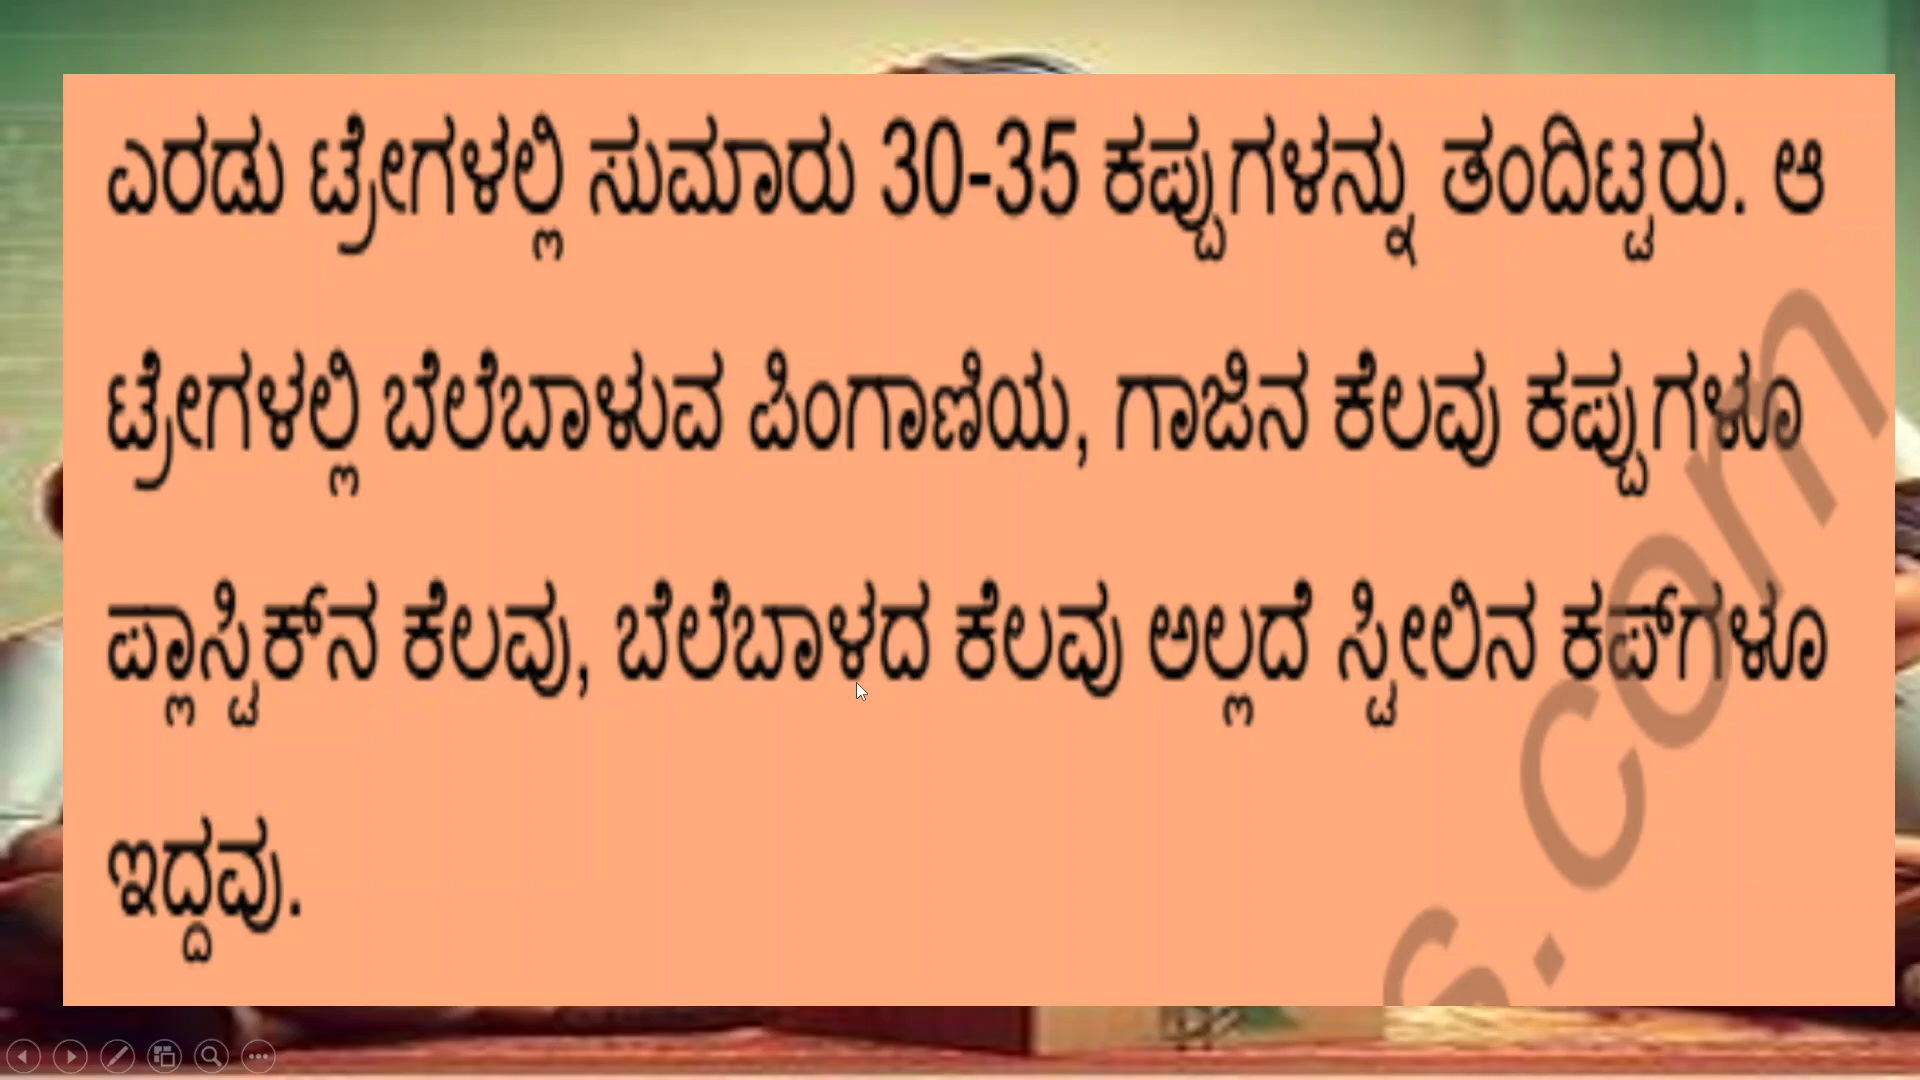 ಎರಡು ಟ್ರೇಗಳಲ್ಲಿ ಸುಮಾರು 30-35 ಕಪ್ಪುಗಳನ್ನು ತಂದಿಟ್ಟರು. ಆ
ಟ್ರೇಗಳಲ್ಲಿ ಬೆಲೆಬಾಳುವ ಪಿಂಗಾಣಿಯ, ಗಾಜಿನ ಕೆಲವು ಕಪ್ಪುಗಳೂ
ಪ್ಲಾಸ್ಟಿಕ್‌ನ ಕೆಲವು, ಬೆಲೆಬಾಳದ ಕೆಲವು ಅಲ್ಲದೆ ಸ್ಟೀಲಿನ ಕಪ್‌ಗಳೂ
ಇದ್ದವು.
s.com